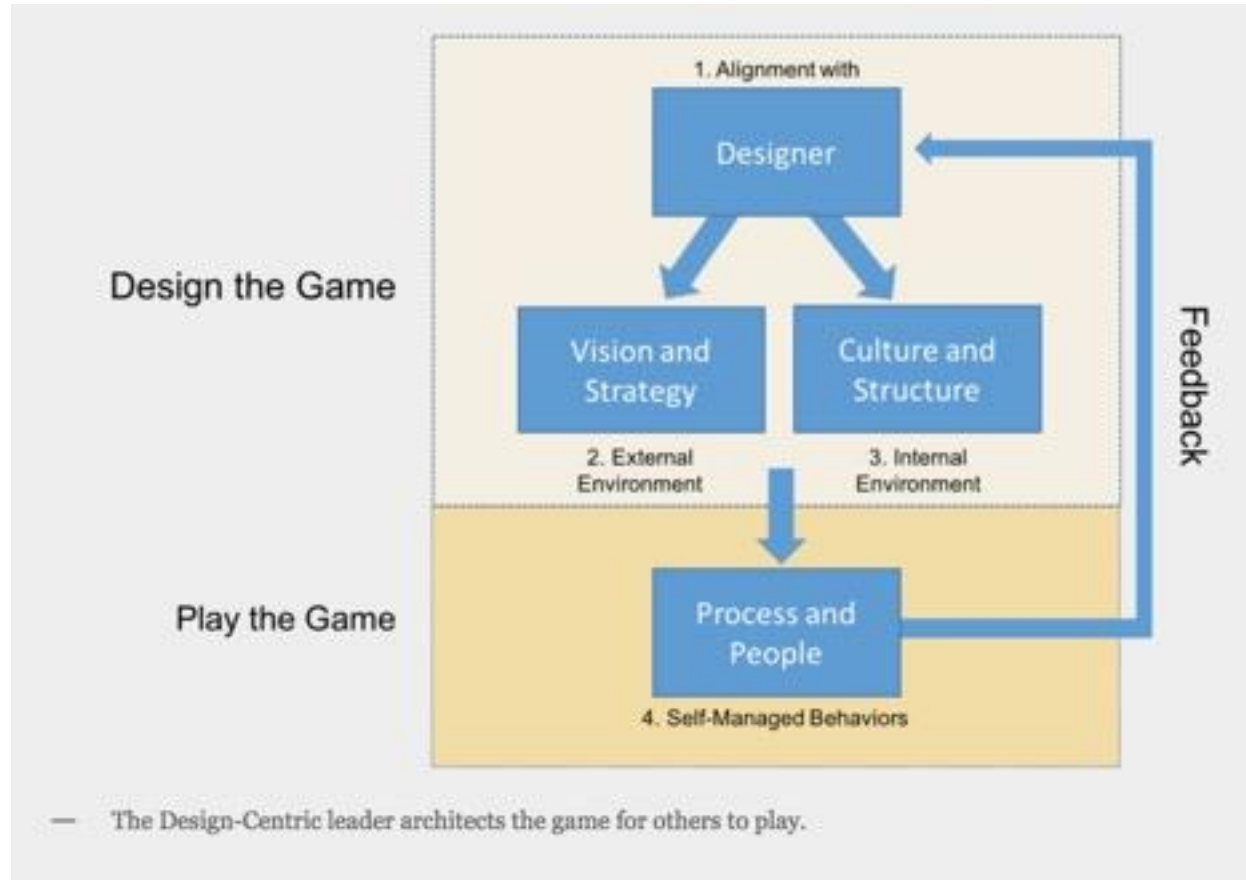 1. Alignment with
Designer
Design the Game
Vision and
Strategy
Culture and
Structure
2. External
Environment
3. Internal
Environment
Feedback
Play the Game
Process and
People
4. Self-Managed Behaviors
— The Design-Centric leader architects the game for others to play.